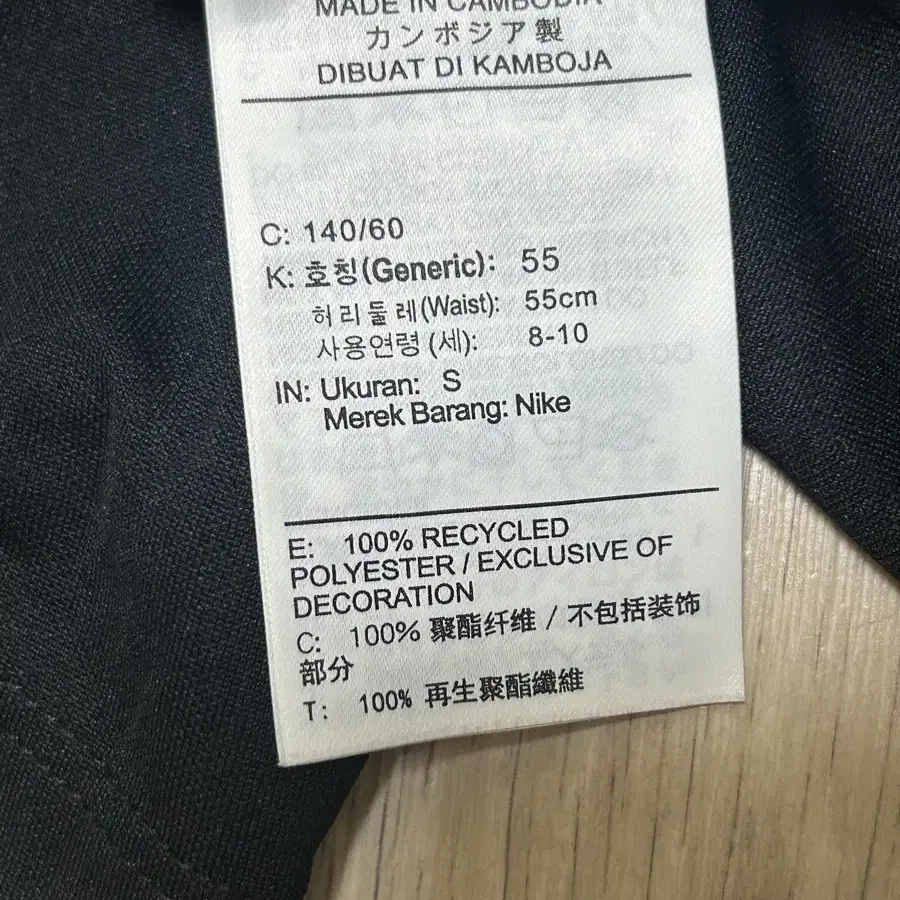 MADE IN CAMBODIA
カンボジア製
DIBUAT DI KAMBOJA
C: 140/60
K: 호칭(Generic): 55
허리둘레(Waist): 55cm
사용연령(세): 8-10
IN: Ukuran: S
Merek Barang: Nike
E: 100% RECYCLED
POLYESTER / EXCLUSIVE OF
DECORATION
C: 100% 聚酯纤维 / 不包括装饰
部分
T: 100% 再生聚酯纖維